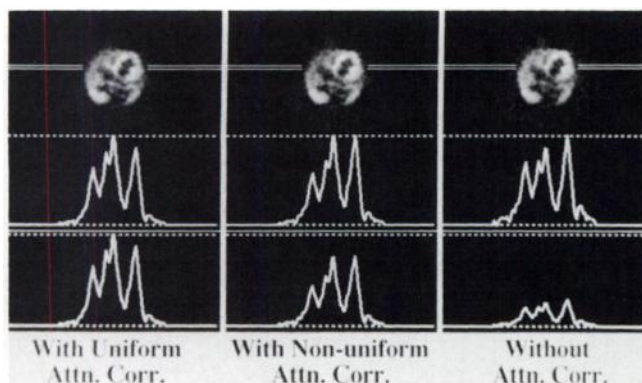 With Uniform
Attn. Corr.
With Non-uniform
Attn. Corr.
Without
Attn. Corr.